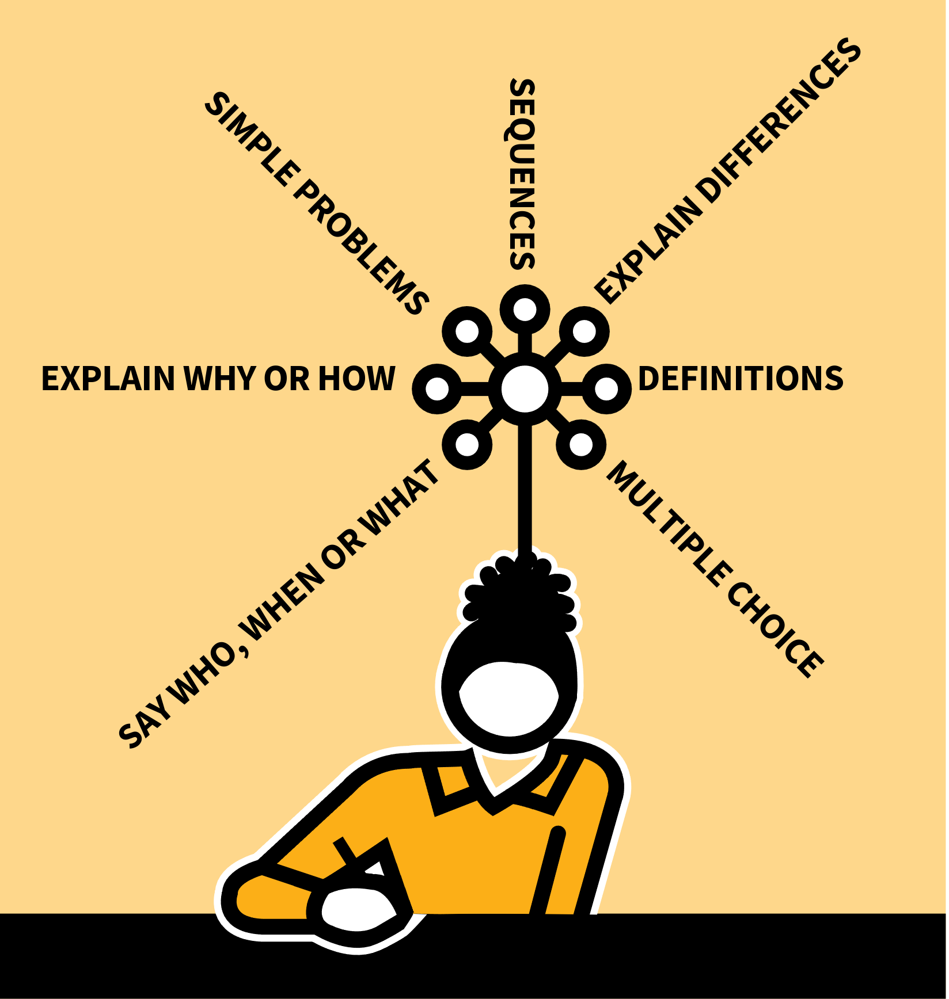 SIMPLE PROBLEMS
SEQUENCES
EXPLAIN DIFFERENCES
EXPLAIN WHY OR HOW
DEFINITIONS
SAY WHO, WHEN OR WHAT
MULTIPLE CHOICE